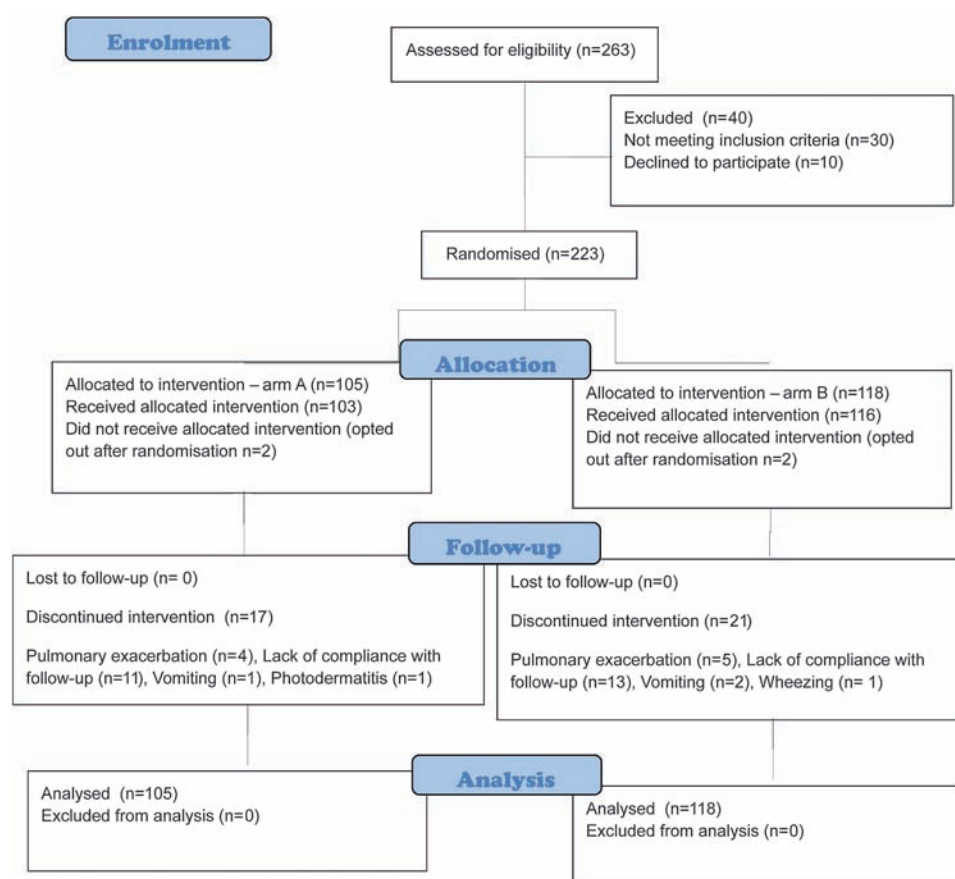 Enrolment
Assessed for eligibility (n=263)
Excluded (n=40)
Not meeting inclusion criteria (n=30)
Declined to participate (n=10)
Randomised (n=223)
Allocation
Allocated to intervention – arm A (n=105)
Received allocated intervention (n=103)
Did not receive allocated intervention (opted
out after randomisation n=2)
Allocated to intervention – arm B (n=118)
Received allocated intervention (n=116)
Did not receive allocated intervention (opted
out after randomisation n=2)
Follow-up
Lost to follow-up (n= 0)
Discontinued intervention (n=17)
Pulmonary exacerbation (n=4), Lack of compliance with
follow-up (n=11), Vomiting (n=1), Photodermatitis (n=1)
Lost to follow-up (n=0)
Discontinued intervention (n=21)
Pulmonary exacerbation (n=5), Lack of compliance with
follow-up (n=13), Vomiting (n=2), Wheezing (n= 1)
Analysis
Analysed (n=105)
Excluded from analysis (n=0)
Analysed (n=118)
Excluded from analysis (n=0)